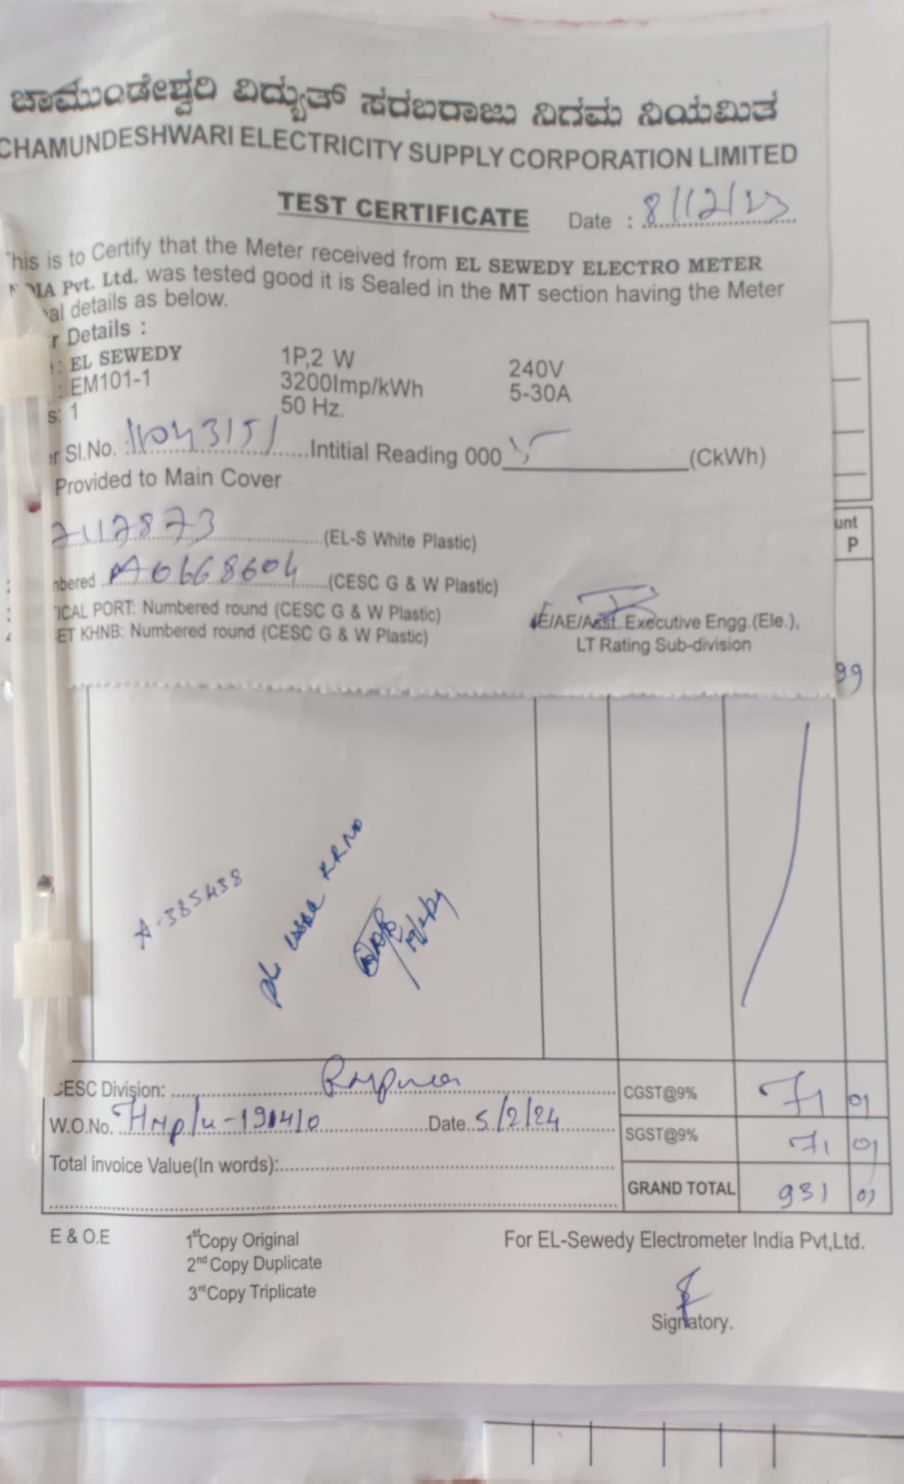 ಚಾಮುಂಡೇಶ್ವರಿ ವಿದ್ಯುತ್ ಸರಬರಾಜು ನಿಗಮ ನಿಯಮಿತ
CHAMUNDESHWARI ELECTRICITY SUPPLY CORPORATION LIMITED
TEST CERTIFICATE Date : 8/12/23
This is to Certify that the Meter received from EL SEWEDY ELECTRO METER
Pvt. Ltd. was tested good it is Sealed in the MT section having the Meter
details as below.
Details :
: EL SEWEDY 1P,2 W 240V
: EM101-1 3200Imp/kWh 5-30A
s: 1 50 Hz.
Sl.No. : 11043151 Intitial Reading 000 5 (CkWh)
Provided to Main Cover
7117873 (EL-S White Plastic)
A0668604 (CESC G & W Plastic)
ICAL PORT: Numbered round (CESC G & W Plastic)
ET KHNB: Numbered round (CESC G & W Plastic)
JE/AE/Asst. Executive Engg.(Ele.),
LT Rating Sub-division
unt
P
99
A-385438
CESC Division: CGST@9% 71 01
W.O.No. Date 5/2/24 SGST@9% 71 01
Total invoice Value(In words):
GRAND TOTAL 931 01
E & O.E 1st Copy Original For EL-Sewedy Electrometer India Pvt,Ltd.
2nd Copy Duplicate
3rd Copy Triplicate
Signatory.